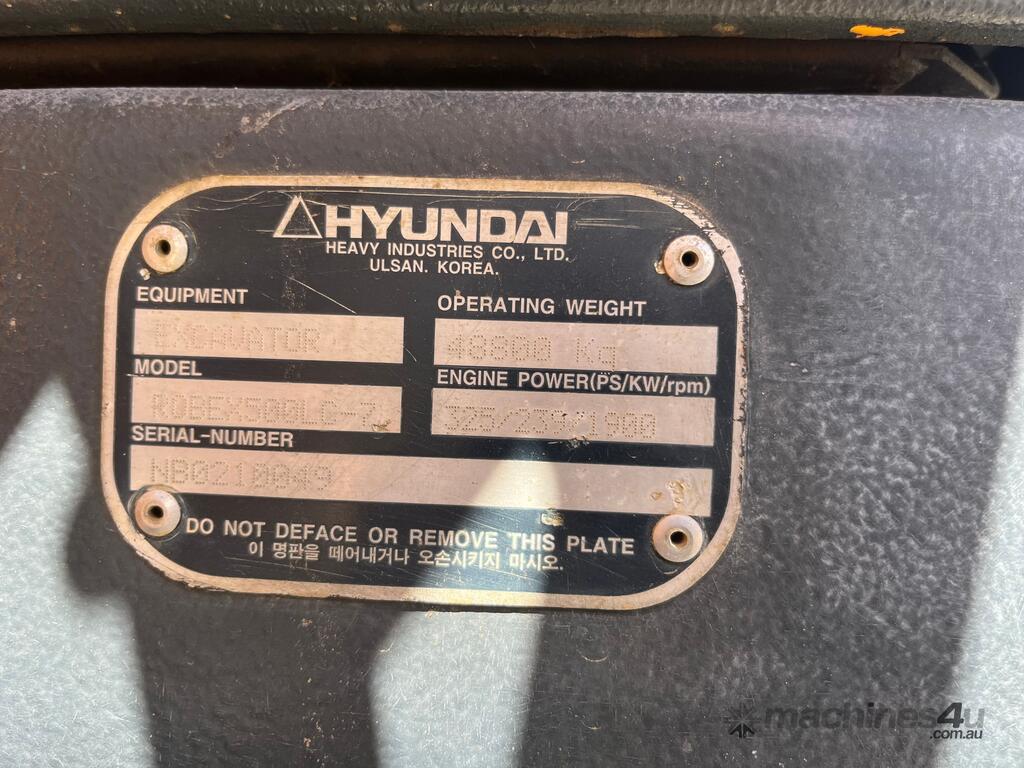 HYUNDAI
HEAVY INDUSTRIES CO., LTD.
ULSAN. KOREA.
EQUIPMENT
EXCAVATOR
OPERATING WEIGHT
48800 Kg
MODEL
ROBEX500LC-7
ENGINE POWER(PS/KW/rpm)
325/239/1900
SERIAL-NUMBER
DO NOT DEFACE OR REMOVE THIS PLATE
이 명판을 떼어내거나 오손시키지 마시오.
machines4u
.com.au